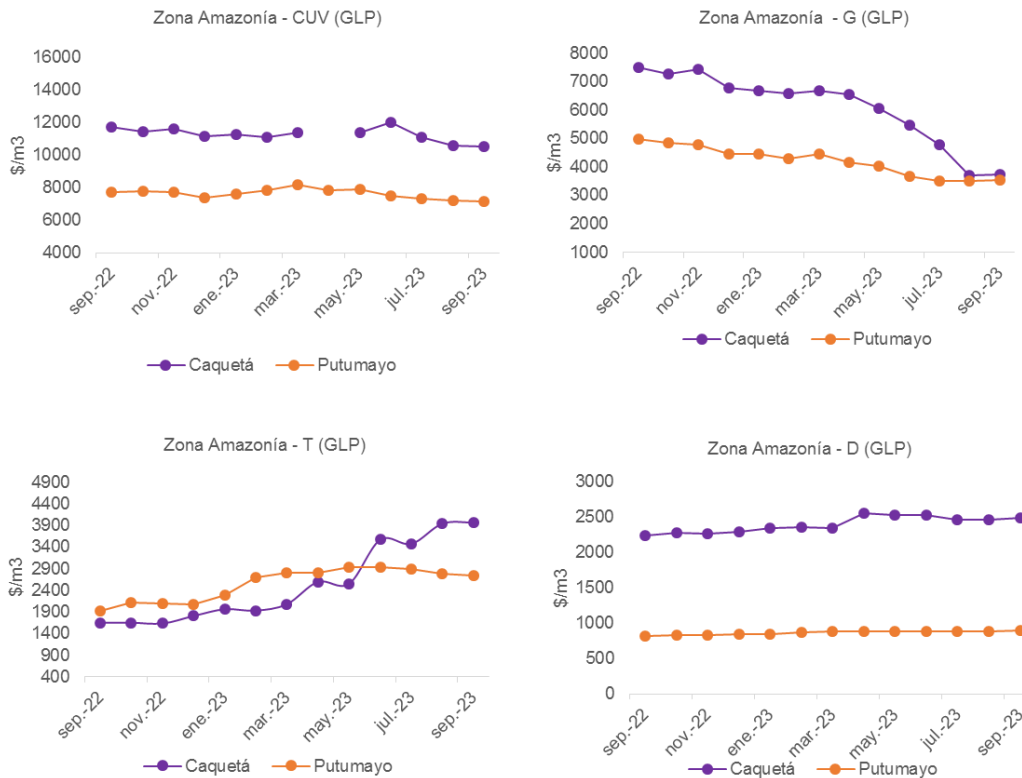 Zona Amazonía - CUV (GLP)
16000
14000
12000
10000
8000
6000
4000
$/m3
sep.-22
nov.-22
ene.-23
mar.-23
may.-23
jul.-23
sep.-23
Caquetá
Putumayo
Zona Amazonía - G (GLP)
8000
7000
6000
5000
4000
3000
2000
1000
$/m3
sep.-22
nov.-22
ene.-23
mar.-23
may.-23
jul.-23
sep.-23
Caquetá
Putumayo
Zona Amazonía - T (GLP)
4900
4400
3900
3400
2900
2400
1900
1400
900
400
$/m3
sep.-22
nov.-22
ene.-23
mar.-23
may.-23
jul.-23
sep.-23
Caquetá
Putumayo
Zona Amazonía - D (GLP)
3000
2500
2000
1500
1000
500
0
$/m3
sep.-22
nov.-22
ene.-23
mar.-23
may.-23
jul.-23
sep.-23
Caquetá
Putumayo